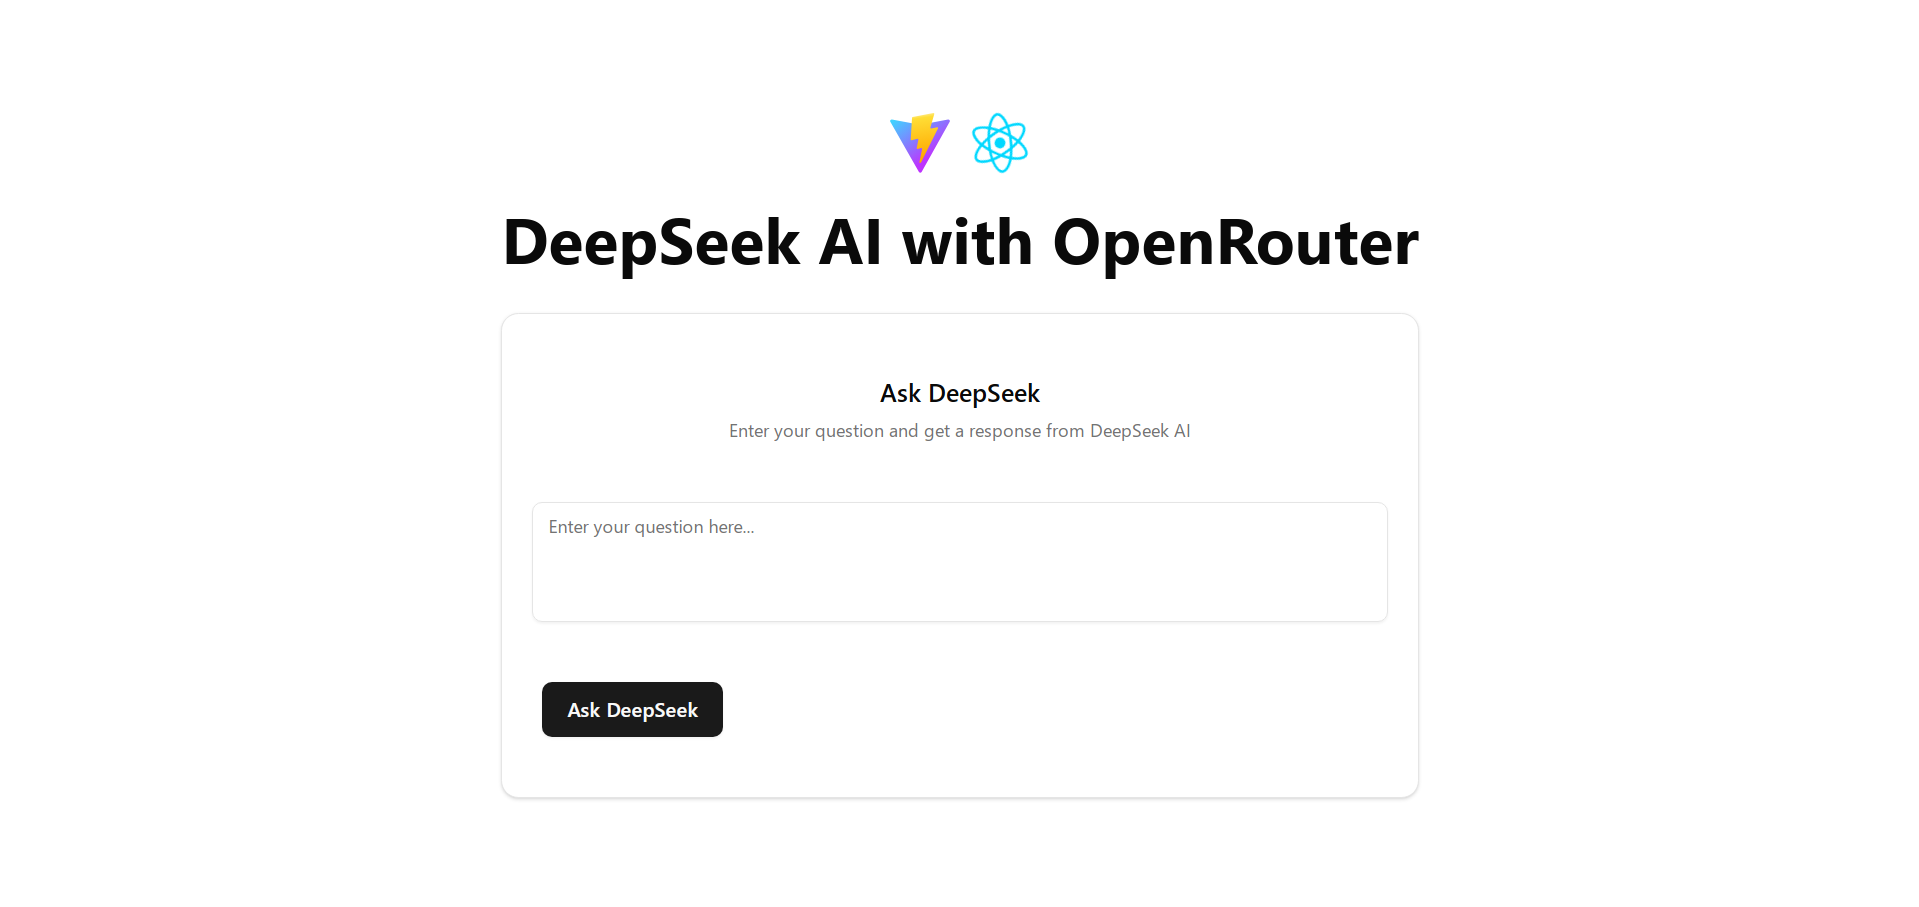 DeepSeek AI with OpenRouter
Ask DeepSeek
Enter your question and get a response from DeepSeek AI
Enter your question here...
Ask DeepSeek